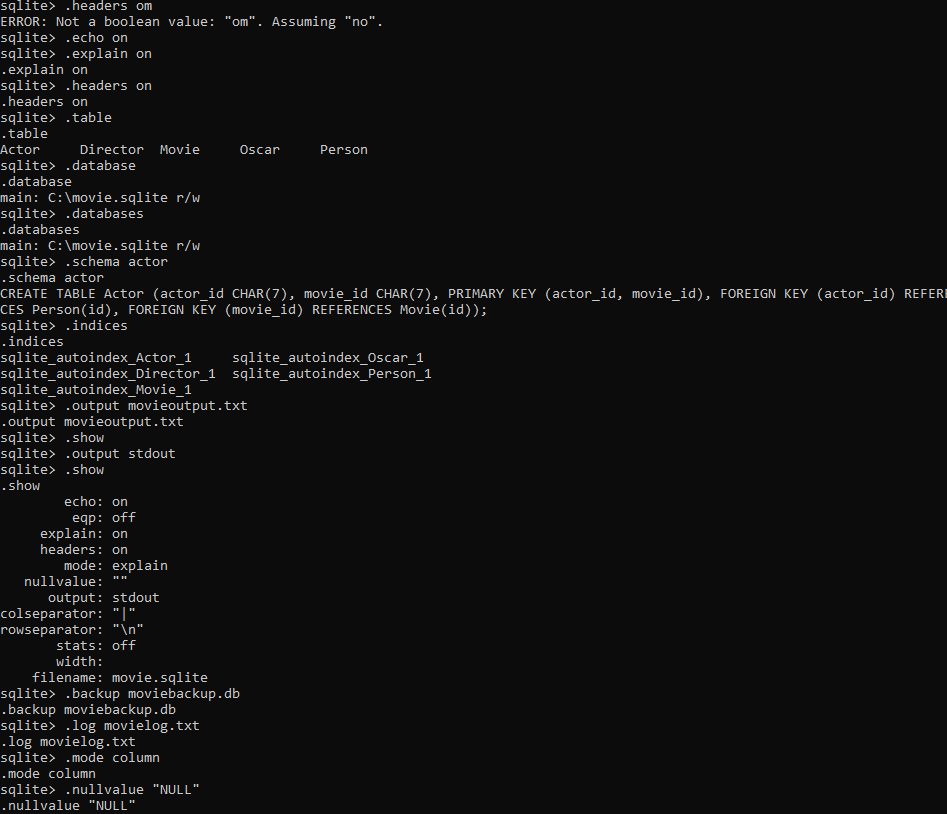 sqlite> .headers om
ERROR: Not a boolean value: "om". Assuming "no".
sqlite> .echo on
sqlite> .explain on
.explain on
sqlite> .headers on
.headers on
sqlite> .table
.table
Actor     Director  Movie     Oscar     Person
sqlite> .database
.database
main: C:\movie.sqlite r/w
sqlite> .databases
.databases
main: C:\movie.sqlite r/w
sqlite> .schema actor
.schema actor
CREATE TABLE Actor (actor_id CHAR(7), movie_id CHAR(7), PRIMARY KEY (actor_id, movie_id), FOREIGN KEY (actor_id) REFEREN
CES Person(id), FOREIGN KEY (movie_id) REFERENCES Movie(id));
sqlite> .indices
.indices
sqlite_autoindex_Actor_1     sqlite_autoindex_Oscar_1
sqlite_autoindex_Director_1  sqlite_autoindex_Person_1
sqlite_autoindex_Movie_1
sqlite> .output movieoutput.txt
.output movieoutput.txt
sqlite> .show
sqlite> .output stdout
sqlite> .show
.show
        echo: on
         eqp: off
     explain: on
     headers: on
        mode: explain
   nullvalue: ""
      output: stdout
colseparator: "|"
rowseparator: "\n"
       stats: off
       width:
    filename: movie.sqlite
sqlite> .backup moviebackup.db
.backup moviebackup.db
sqlite> .log movielog.txt
.log movielog.txt
sqlite> .mode column
.mode column
sqlite> .nullvalue "NULL"
.nullvalue "NULL"